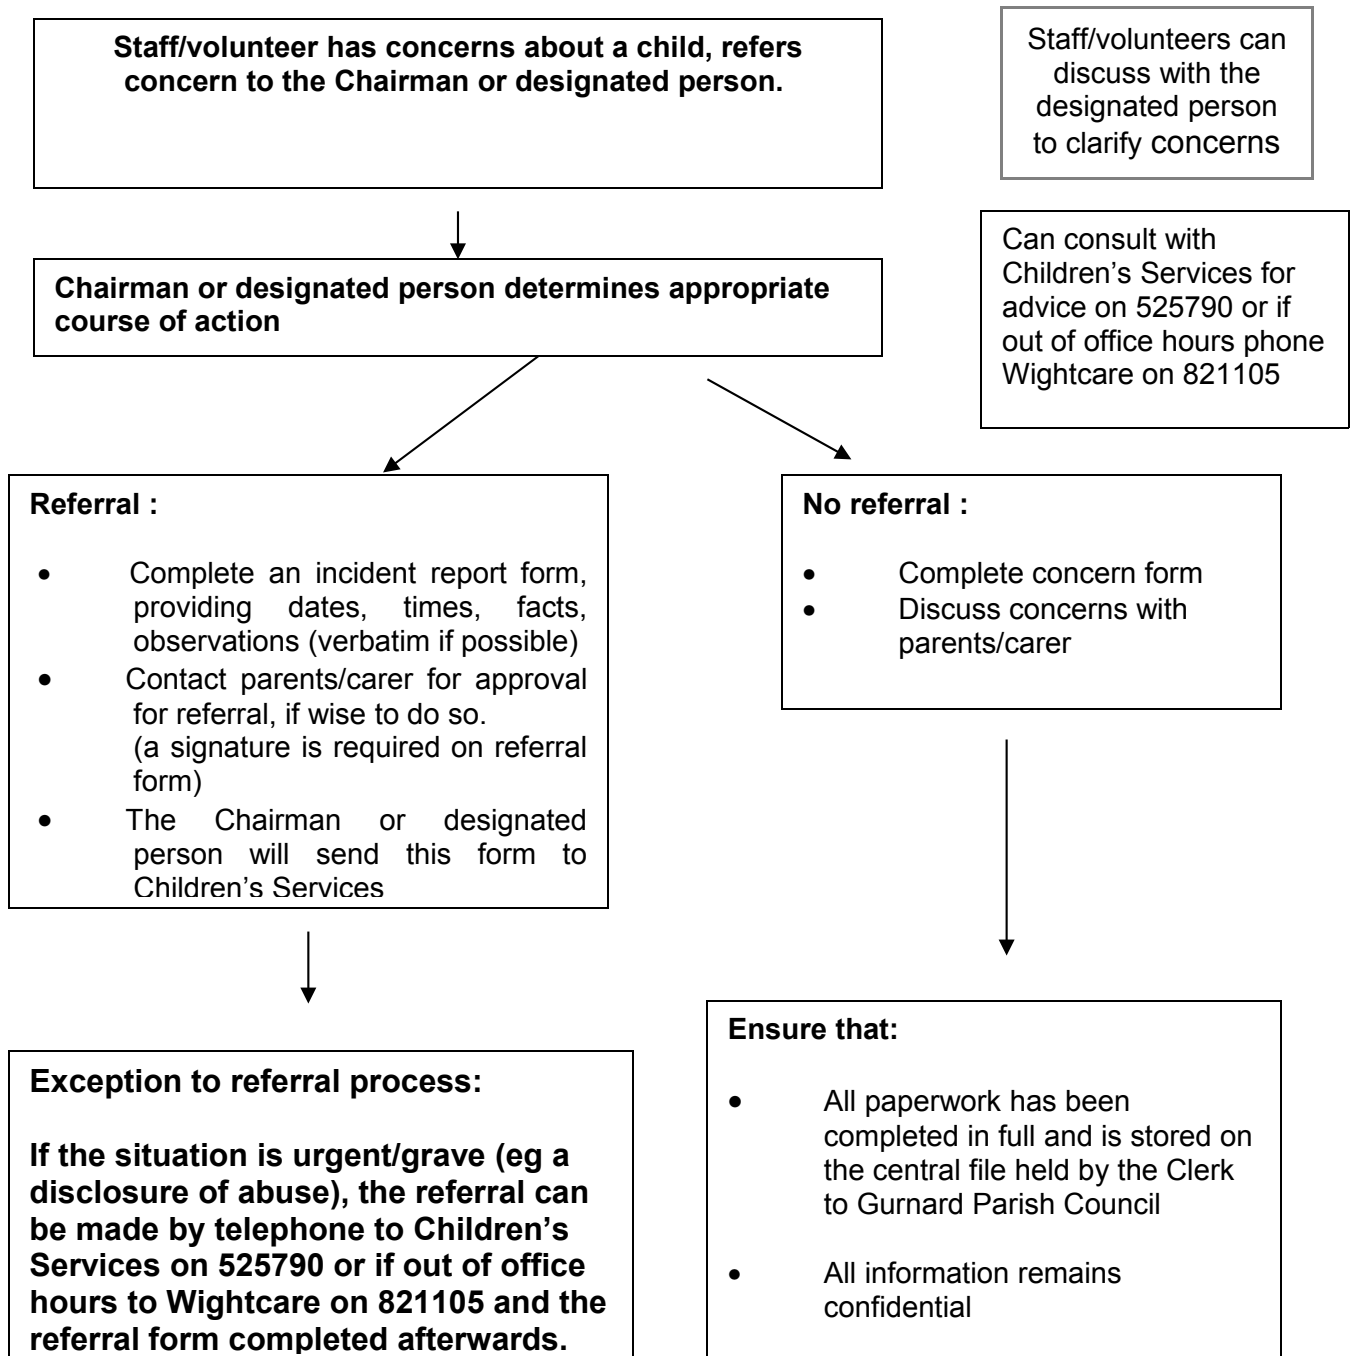 Staff/volunteer has concerns about a child, refers
concern to the Chairman or designated person.
Staff/volunteers can
discuss with the
designated person
to clarify concerns
Can consult with
Children's Services for
advice on 525790 or if
out of office hours phone
Wightcare on 821105
Chairman or designated person determines appropriate
course of action
Referral :
• Complete an incident report form,
providing dates, times, facts,
observations (verbatim if possible)
• Contact parents/carer for approval
for referral, if wise to do so.
(a signature is required on referral
form)
• The Chairman or designated
person will send this form to
Children's Services
No referral :
• Complete concern form
• Discuss concerns with
parents/carer
Exception to referral process:
If the situation is urgent/grave (eg a
disclosure of abuse), the referral can
be made by telephone to Children's
Services on 525790 or if out of office
hours to Wightcare on 821105 and the
referral form completed afterwards.
Ensure that:
• All paperwork has been
completed in full and is stored on
the central file held by the Clerk
to Gurnard Parish Council
• All information remains
confidential